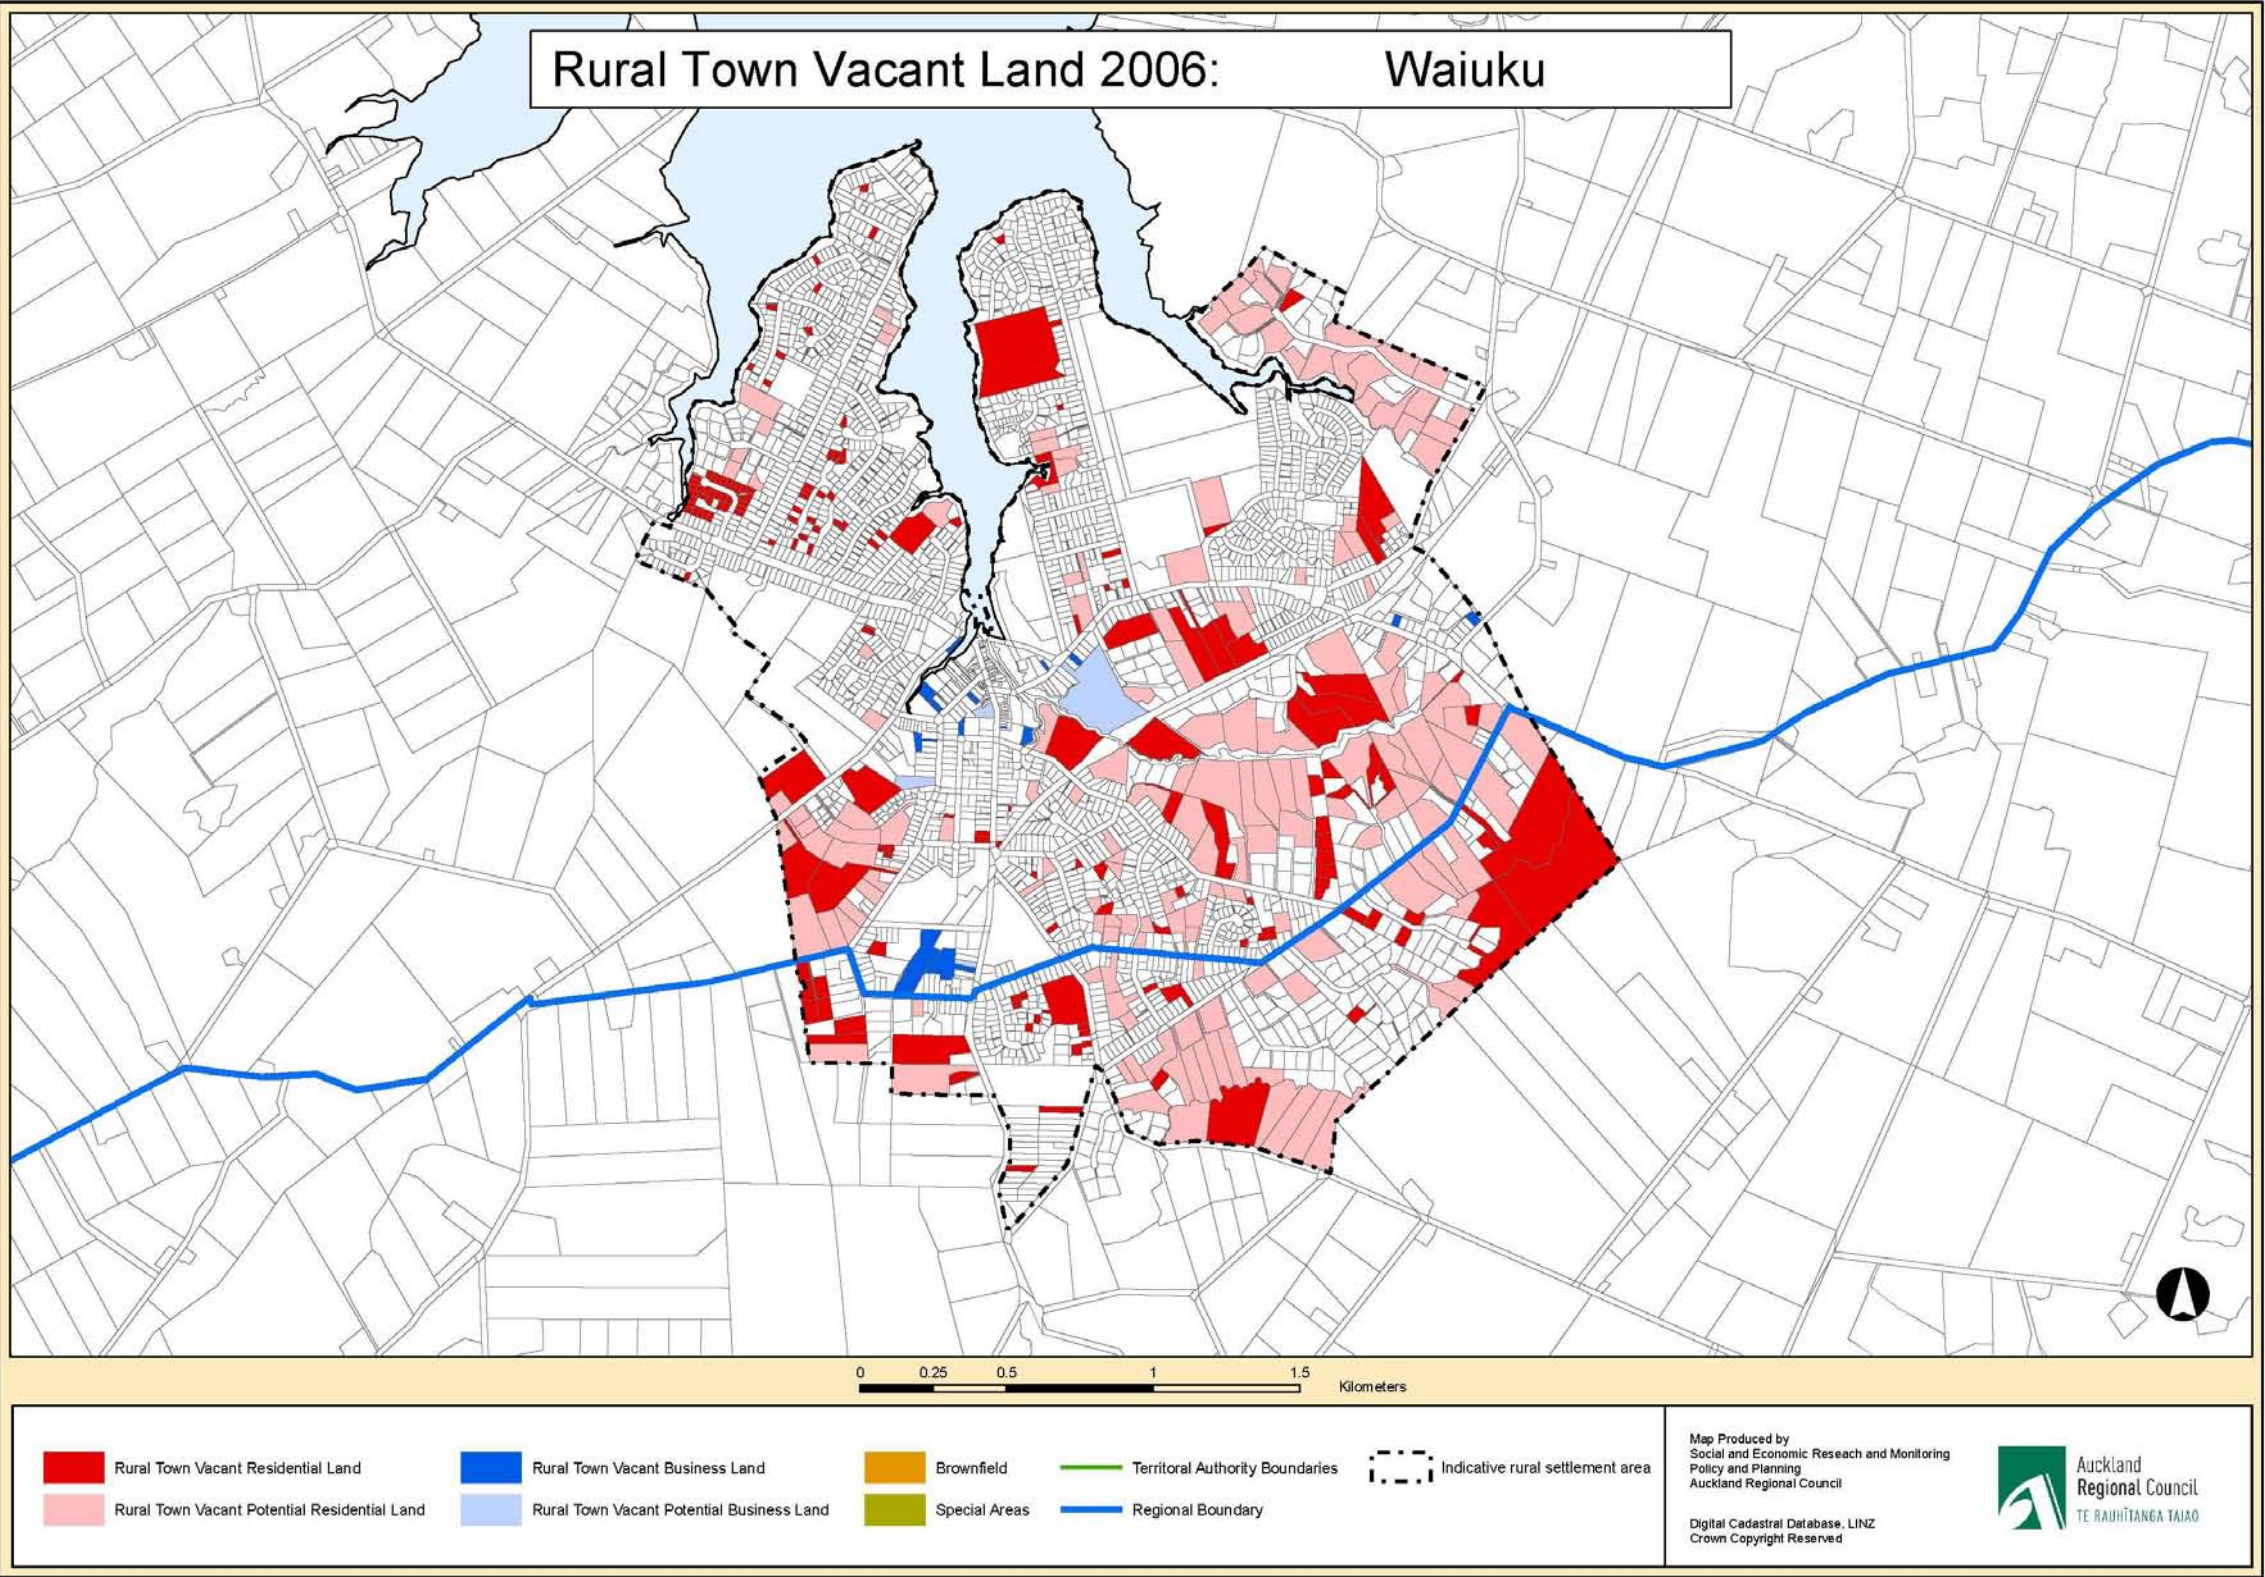 Rural Town Vacant Land 2006: Waiuku
0 0.25 0.5 1 1.5
Kilometers
Rural Town Vacant Residential Land
Rural Town Vacant Potential Residential Land
Rural Town Vacant Business Land
Rural Town Vacant Potential Business Land
Brownfield
Special Areas
Territoral Authority Boundaries
Regional Boundary
Indicative rural settlement area
Map Produced by
Social and Economic Reseach and Monitoring
Policy and Planning
Auckland Regional Council
Digital Cadastral Database, LINZ
Crown Copyright Reserved
Auckland
Regional Council
TE RAUHĪTANGA TAIAO